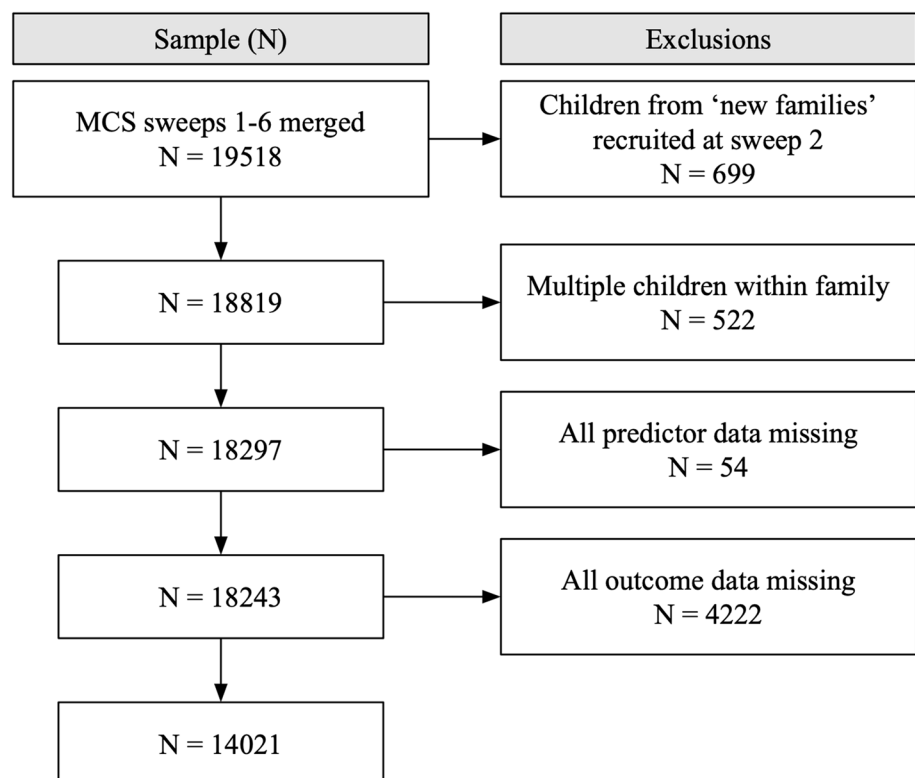 Sample (N)
Exclusions
MCS sweeps 1-6 merged
N = 19518
Children from ‘new families’
recruited at sweep 2
N = 699
N = 18819
Multiple children within family
N = 522
N = 18297
All predictor data missing
N = 54
N = 18243
All outcome data missing
N = 4222
N = 14021